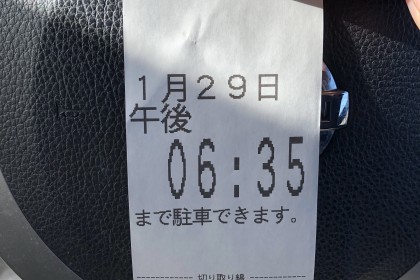 1月29日
午後
06:35
まで駐車できます。
------------ 切り取り線 ------------